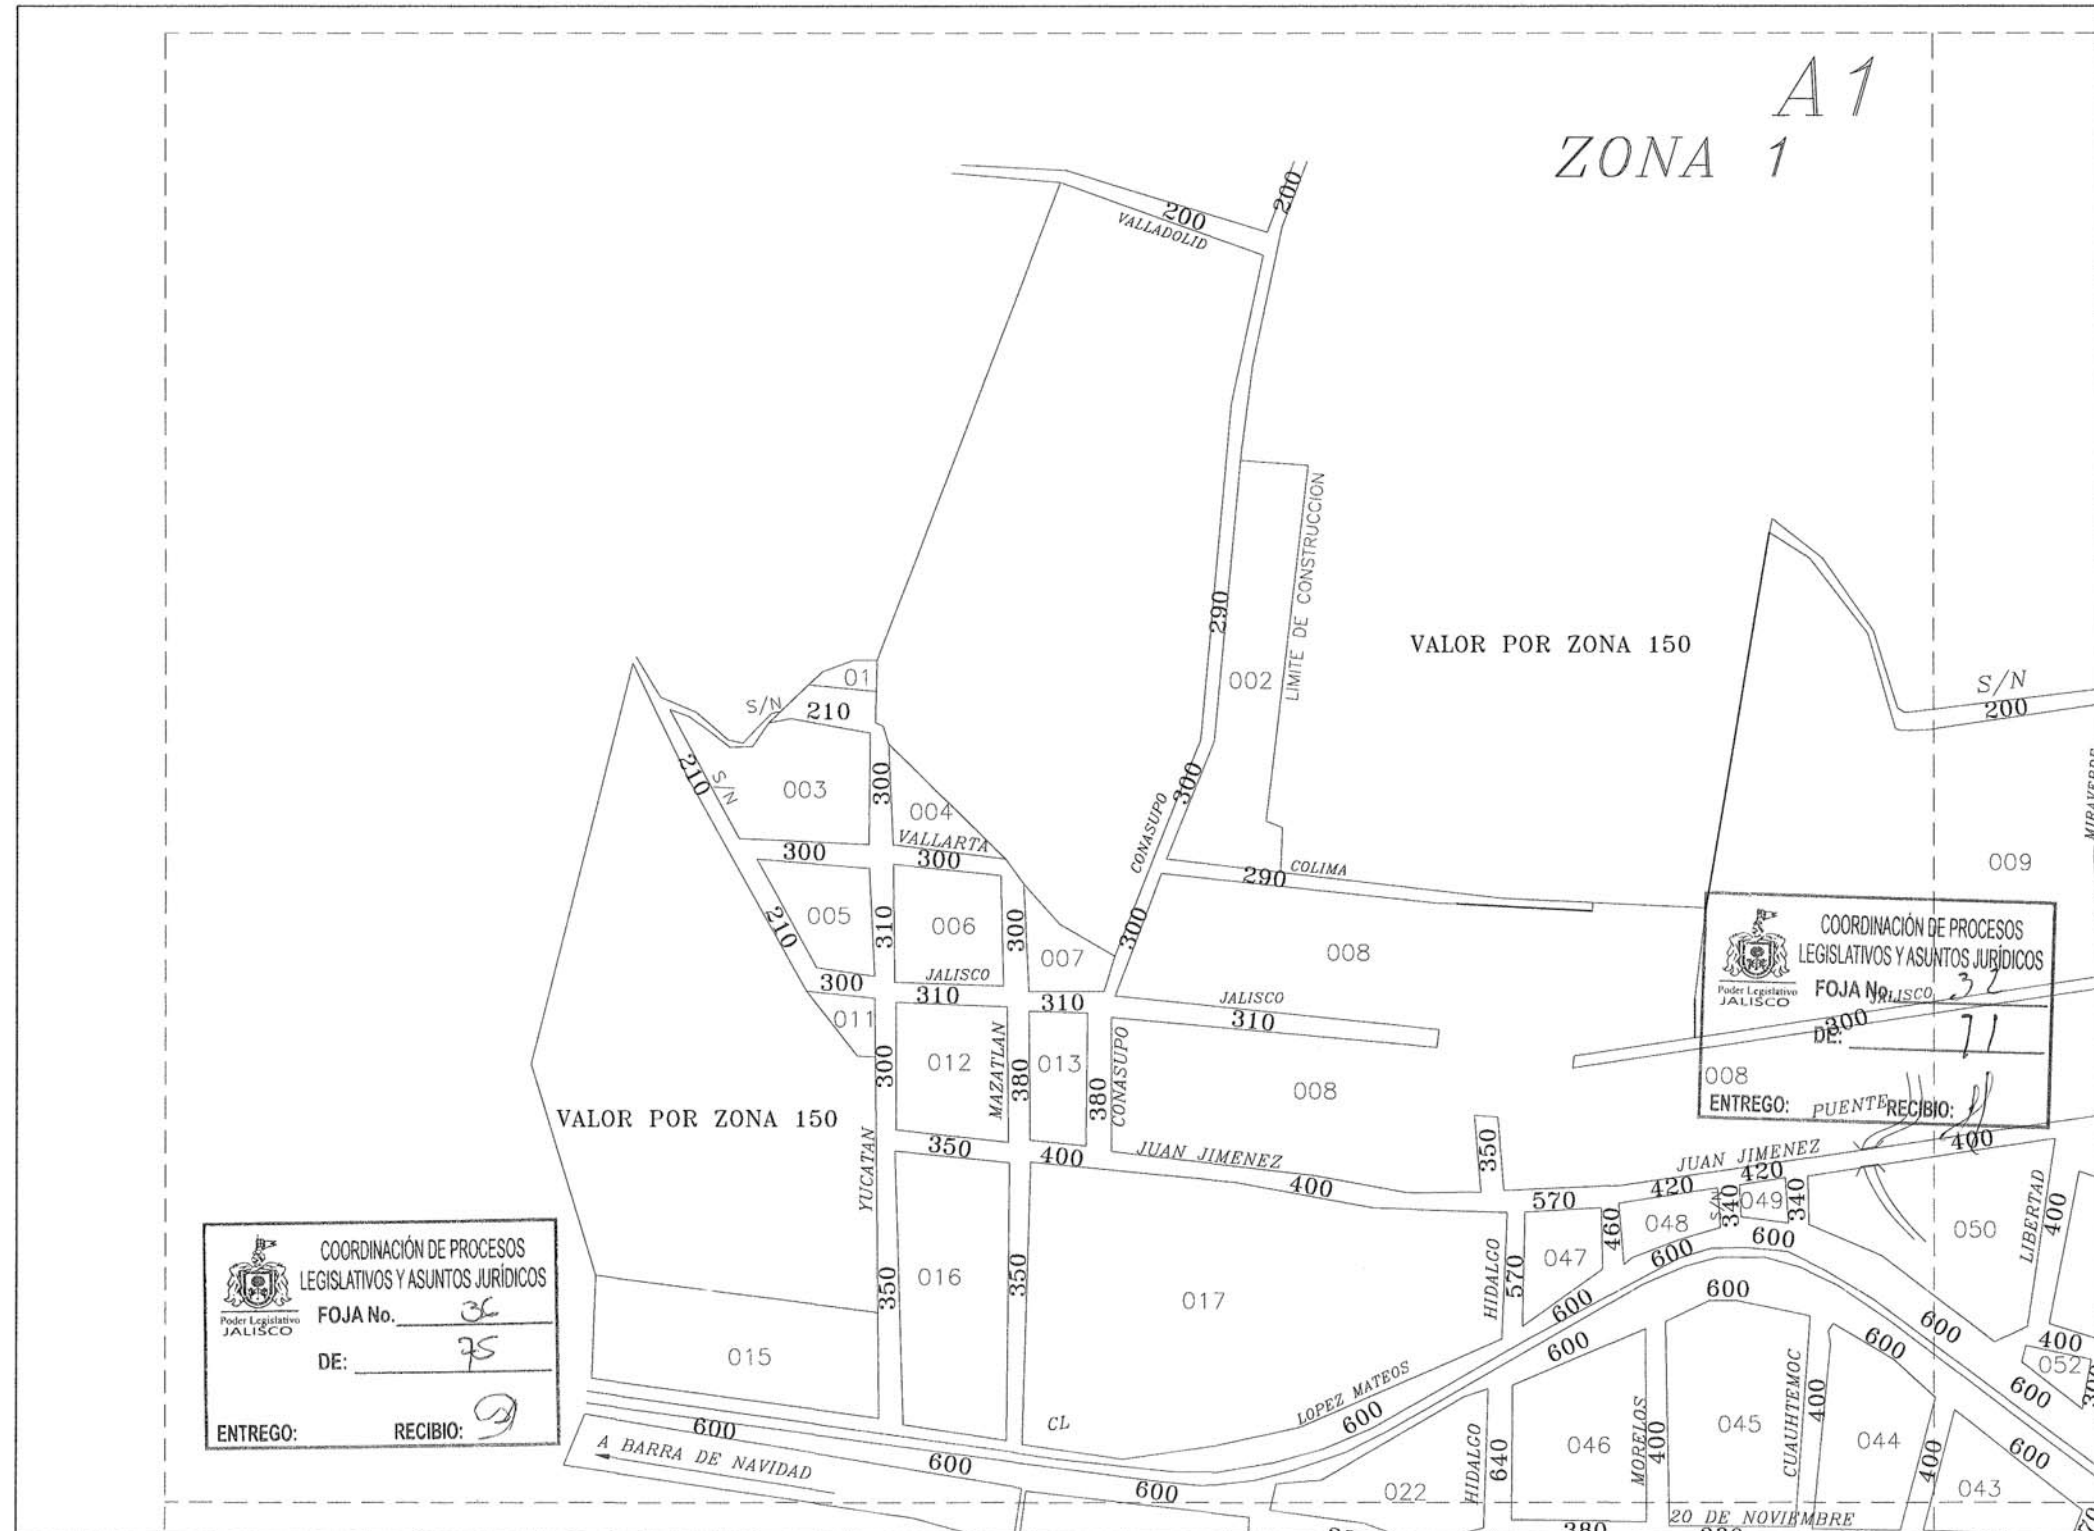 A1
ZONA 1
200
VALLADOLID
200
290
002
LIMITE DE CONSTRUCCION
VALOR POR ZONA 150
S/N
200
01
S/N
210
210
S/N
003
300
004
VALLARTA
300
300
CONASUPO
300
COLIMA
290
009
005
310
210
006
300
007
300
008
JALISCO
300
310
310
JALISCO
310
011
300
012
MAZATLAN
380
013
380
CONASUPO
008
VALOR POR ZONA 150
YUCATAN
350
400
JUAN JIMENEZ
400
350
JALISCO
300
008
PUENTE
JUAN JIMENEZ
400
COORDINACIÓN DE PROCESOS
LEGISLATIVOS Y ASUNTOS JURÍDICOS
Poder Legislativo
JALISCO
FOJA No. 32
DE: 71
ENTREGO: RECIBIO:
570
420
420
460
048
S/N
340
049
340
050
LIBERTAD
400
HIDALGO
570
047
600
600
600
600
600
600
600
400
052
600
600
COORDINACIÓN DE PROCESOS
LEGISLATIVOS Y ASUNTOS JURÍDICOS
Poder Legislativo
JALISCO
FOJA No. 36
DE: 75
ENTREGO: RECIBIO:
350
016
350
017
015
CL
LOPEZ MATEOS
600
600
A BARRA DE NAVIDAD
600
600
022
HIDALGO
640
046
MORELOS
400
045
CUAUHTEMOC
400
044
400
043
20 DE NOVIEMBRE